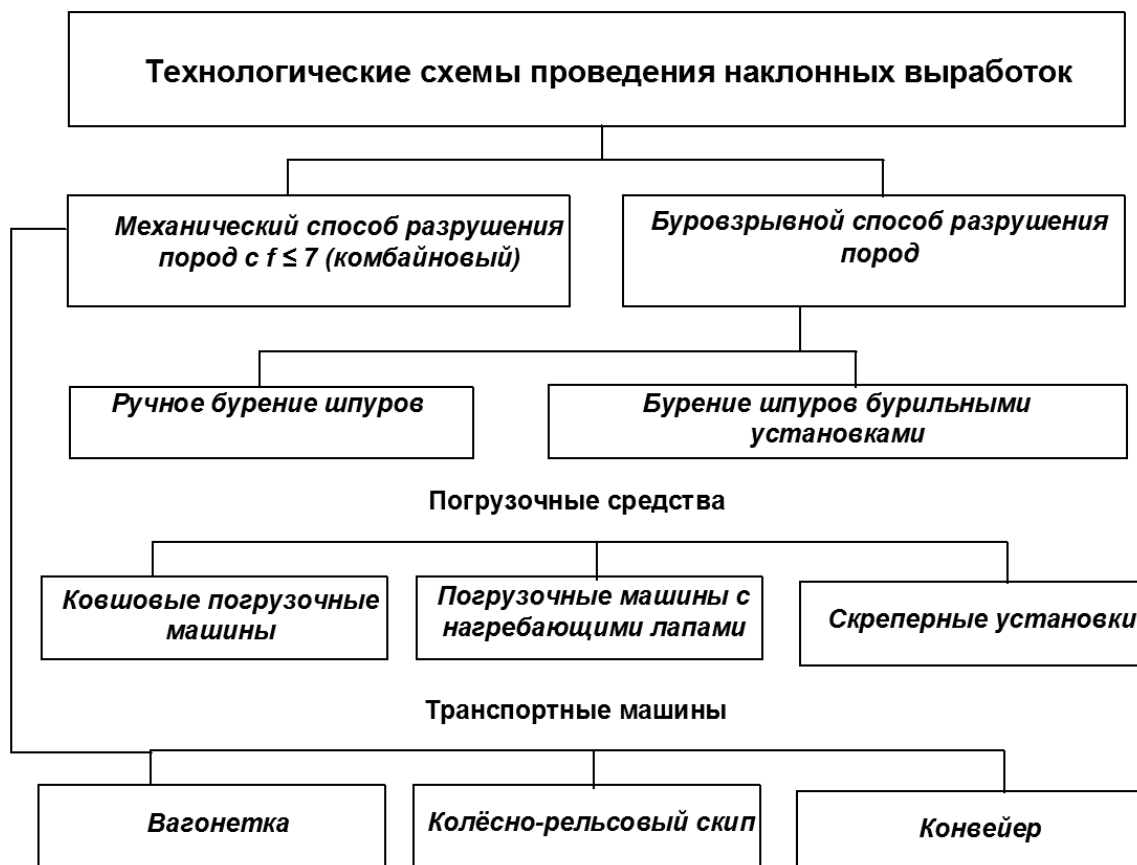 Технологические схемы проведения наклонных выработок
Механический способ разрушения
пород с f ≤ 7 (комбайновый)
Буровзрывной способ разрушения
пород
Ручное бурение шпуров
Бурение шпуров бурильными
установками
Погрузочные средства
Ковшовые погрузочные
машины
Погрузочные машины с
нагребающими лапами
Скреперные установки
Транспортные машины
Вагонетка
Колёсно-рельсовый скип
Конвейер